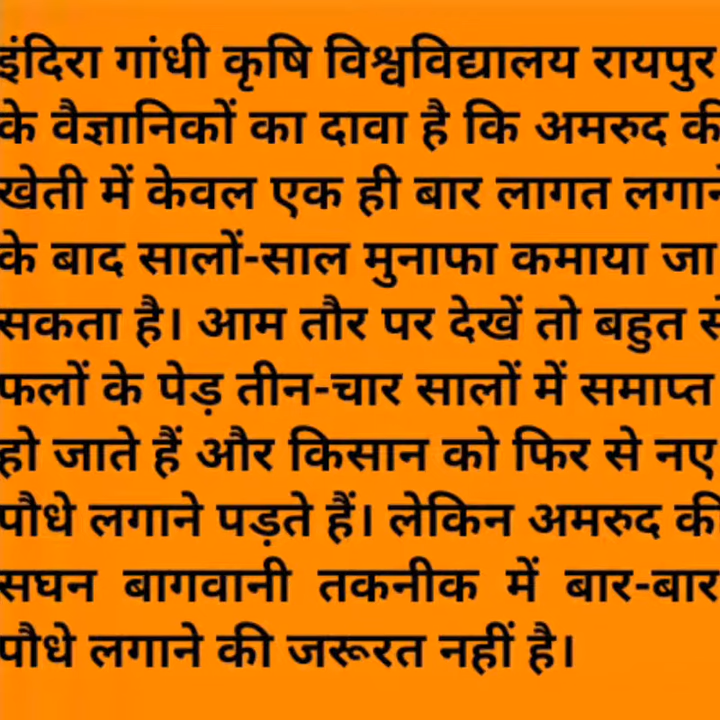 इंदिरा गांधी कृषि विश्वविद्यालय रायपुर
के वैज्ञानिकों का दावा है कि अमरुद की
खेती में केवल एक ही बार लागत लगाने
के बाद सालों-साल मुनाफा कमाया जा
सकता है। आम तौर पर देखें तो बहुत से
फलों के पेड़ तीन-चार सालों में समाप्त
हो जाते हैं और किसान को फिर से नए
पौधे लगाने पड़ते हैं। लेकिन अमरुद की
सघन बागवानी तकनीक में बार-बार
पौधे लगाने की जरूरत नहीं है।